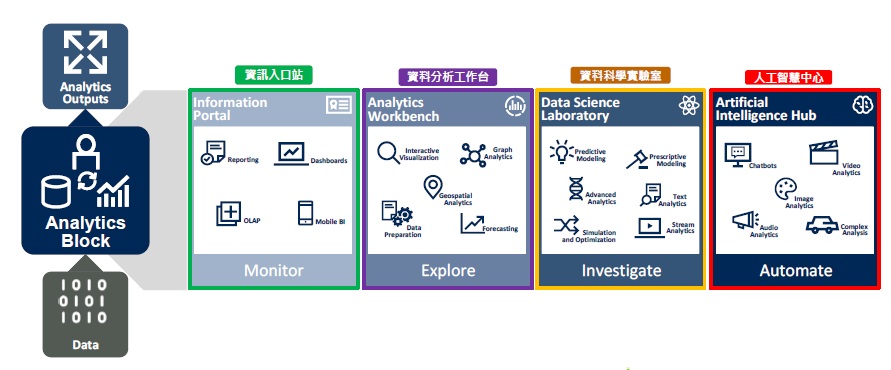 Analytics
Outputs
Analytics
Block
1010
0101
1010
Data
資訊入口站
Information
Portal
Reporting
Dashboards
OLAP
Mobile BI
Monitor
資料分析工作台
Analytics
Workbench
Interactive
Visualization
Graph
Analytics
Geospatial
Analytics
Data
Preparation
Forecasting
Explore
資料科學實驗室
Data Science
Laboratory
Predictive
Modeling
Prescriptive
Modeling
Advanced
Analytics
Text
Analytics
Simulation
and Optimization
Stream
Analytics
Investigate
人工智慧中心
Artificial
Intelligence Hub
Chatbots
Video
Analytics
Image
Analytics
Audio
Analytics
Complex
Analysis
Automate